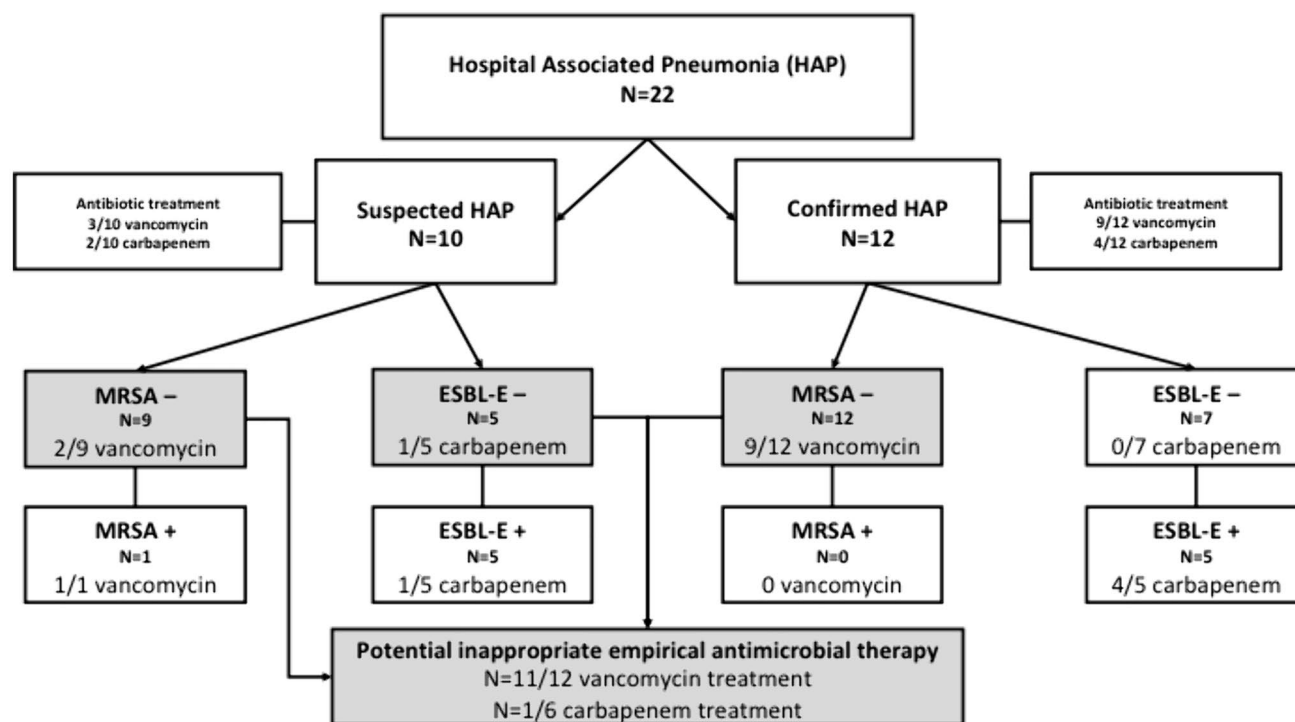 Hospital Associated Pneumonia (HAP)
N=22
Antibiotic treatment
3/10 vancomycin
2/10 carbapenem
Suspected HAP
N=10
Confirmed HAP
N=12
Antibiotic treatment
9/12 vancomycin
4/12 carbapenem
MRSA –
N=9
2/9 vancomycin
ESBL-E –
N=5
1/5 carbapenem
MRSA –
N=12
9/12 vancomycin
ESBL-E –
N=7
0/7 carbapenem
MRSA +
N=1
1/1 vancomycin
ESBL-E +
N=5
1/5 carbapenem
MRSA +
N=0
0 vancomycin
ESBL-E +
N=5
4/5 carbapenem
Potential inappropriate empirical antimicrobial therapy
N=11/12 vancomycin treatment
N=1/6 carbapenem treatment